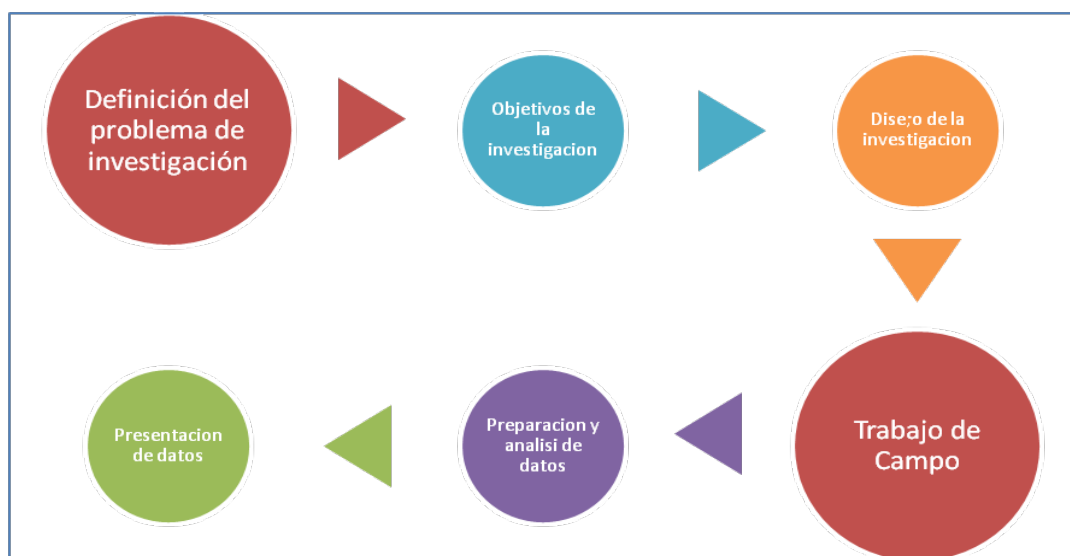 Definición del
problema de
investigación
Objetivos de
la
investigacion
Dise;o de la
investigacion
Trabajo de
Campo
Preparacion y
analisi de
datos
Presentacion
de datos